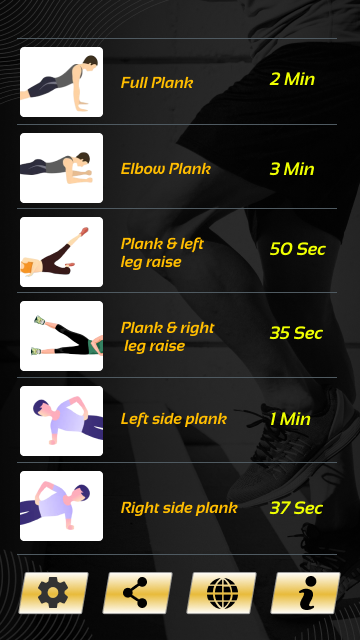 Full Plank 2 Min
Elbow Plank 3 Min
Plank & left 50 Sec
leg raise
Plank & right 35 Sec
leg raise
Left side plank 1 Min
Right side plank 37 Sec